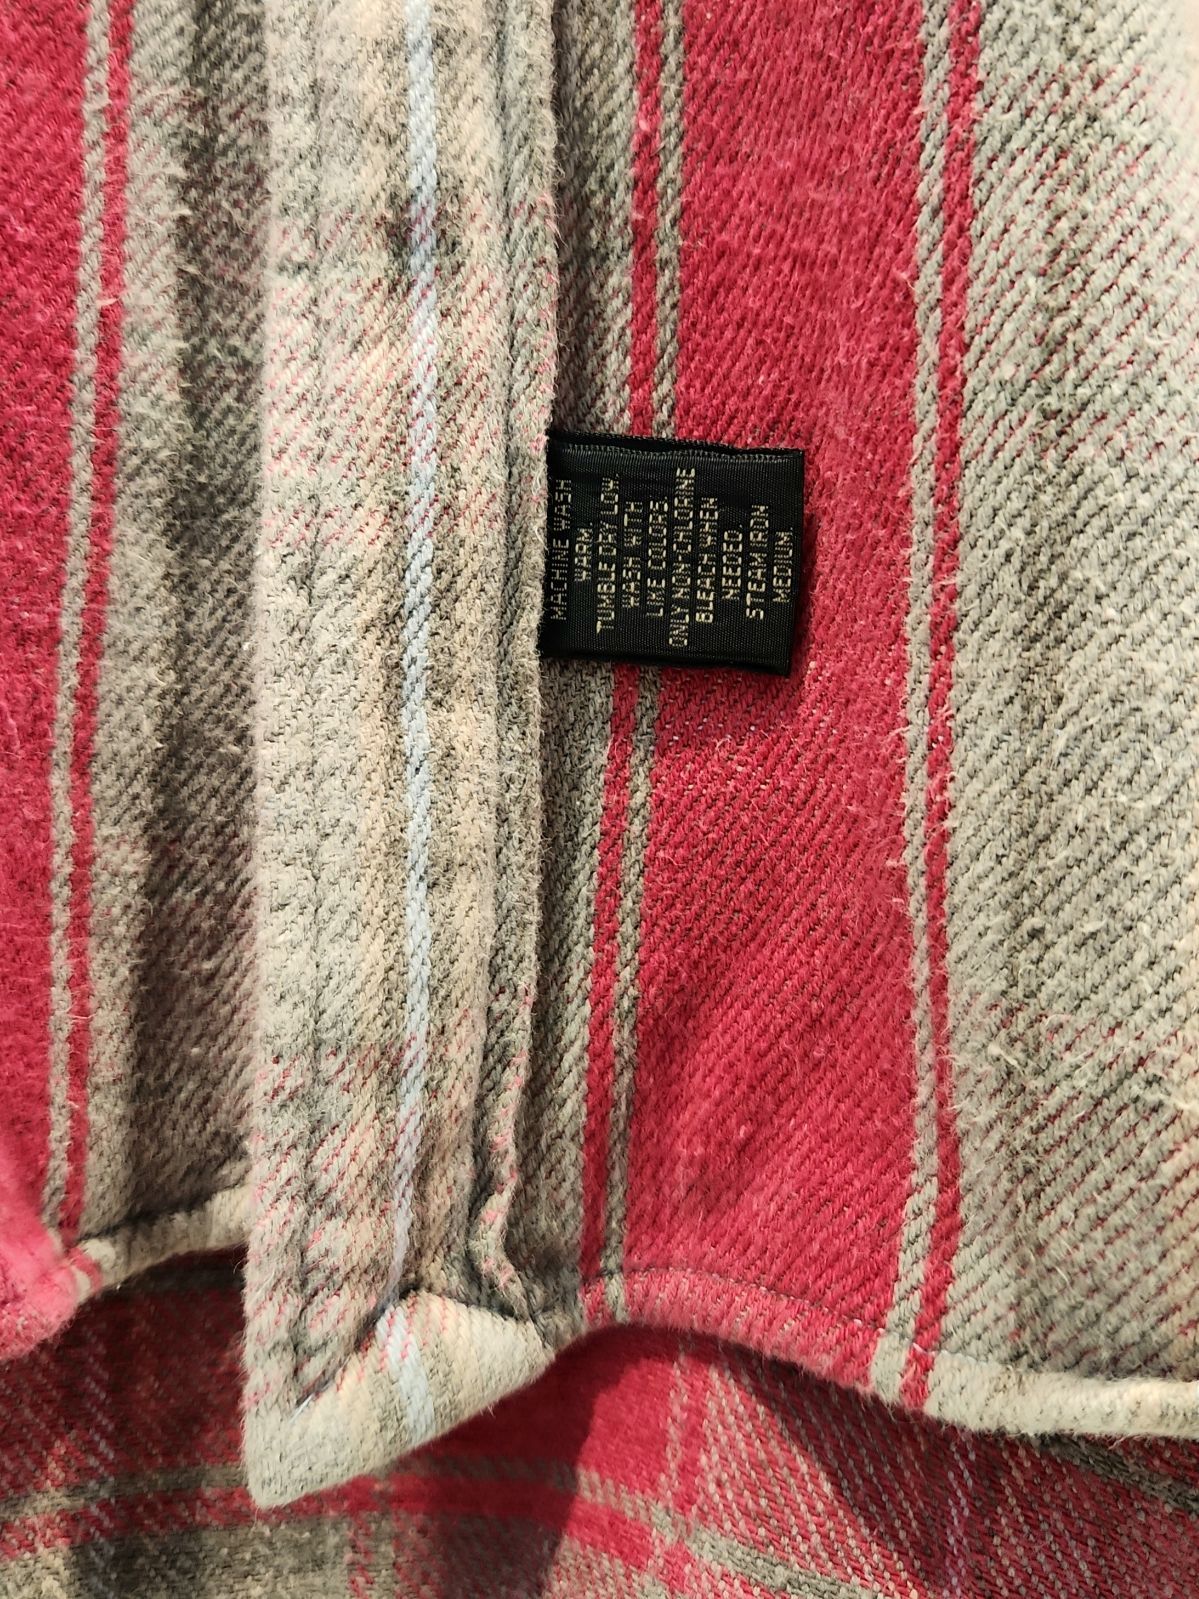 MACHINE WASH
WARM.
TUMBLE DRY LOW.
WASH WITH
LIKE COLORS.
ONLY NON CHLORINE
BLEACH WHEN
NEEDED.
STEAM IRON
MEDIUM.